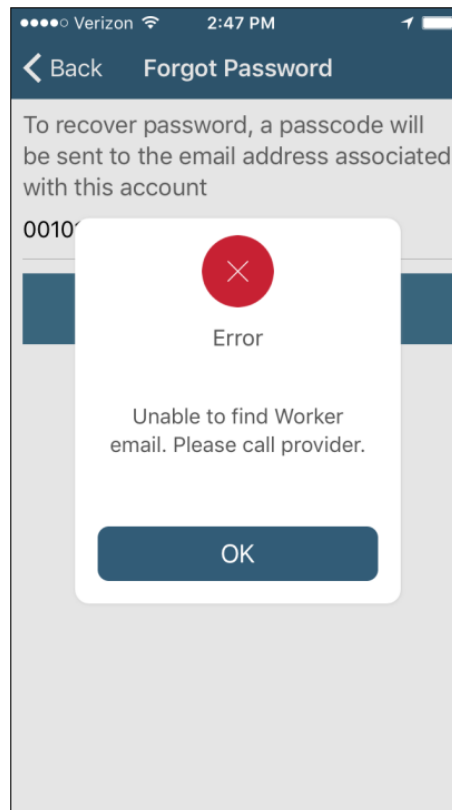 Verizon 2:47 PM
Back Forgot Password
To recover password, a passcode will
be sent to the email address associated
with this account
0010
Error
Unable to find Worker
email. Please call provider.
OK